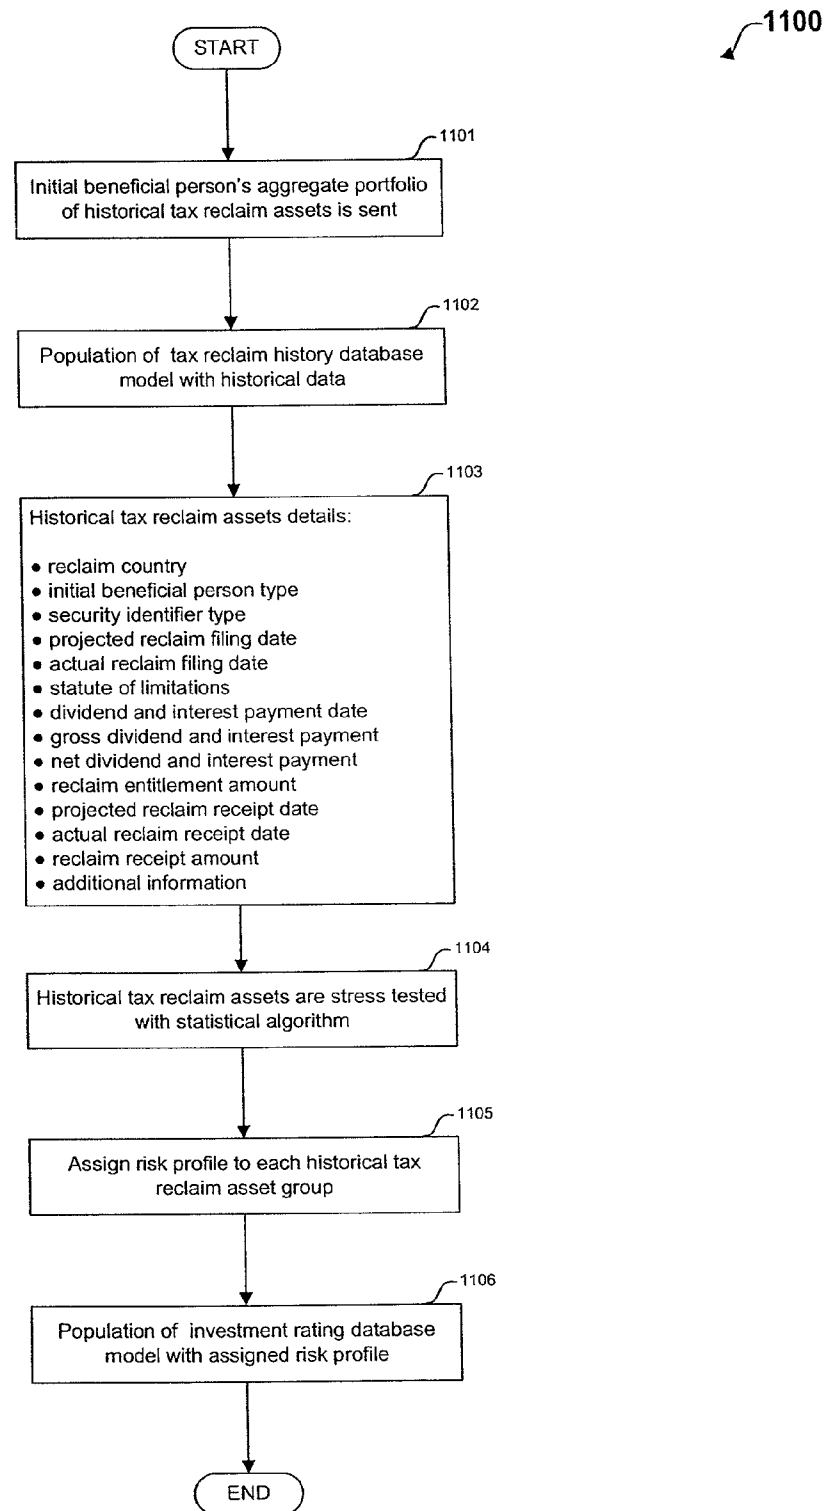 1100
START
1101
Initial beneficial person's aggregate portfolio
of historical tax reclaim assets is sent
1102
Population of tax reclaim history database
model with historical data
1103
Historical tax reclaim assets details:
• reclaim country
• initial beneficial person type
• security identifier type
• projected reclaim filing date
• actual reclaim filing date
• statute of limitations
• dividend and interest payment date
• gross dividend and interest payment
• net dividend and interest payment
• reclaim entitlement amount
• projected reclaim receipt date
• actual reclaim receipt date
• reclaim receipt amount
• additional information
1104
Historical tax reclaim assets are stress tested
with statistical algorithm
1105
Assign risk profile to each historical tax
reclaim asset group
1106
Population of investment rating database
model with assigned risk profile
END